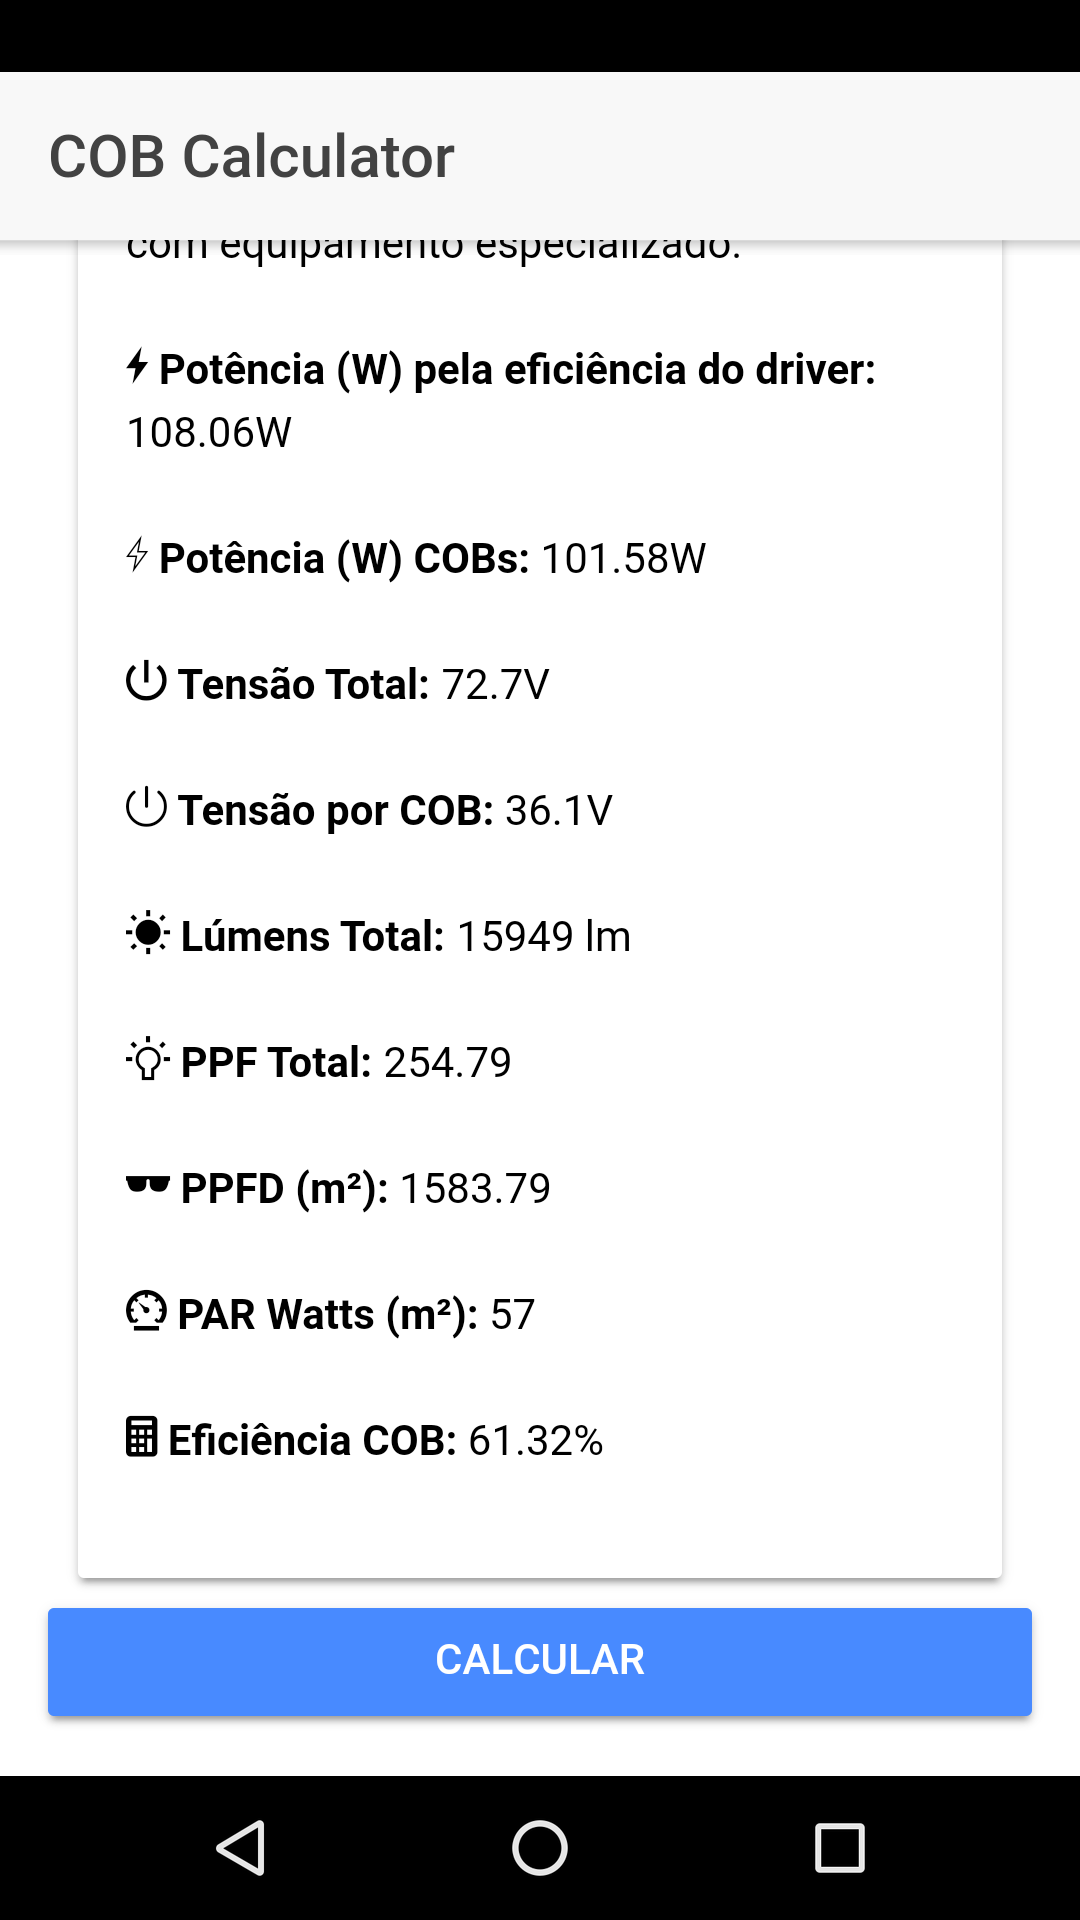 COB Calculator
com equipamento especializado.
Potência (W) pela eficiência do driver:
108.06W
Potência (W) COBs: 101.58W
Tensão Total: 72.7V
Tensão por COB: 36.1V
Lúmens Total: 15949 lm
PPF Total: 254.79
PPFD (m²): 1583.79
PAR Watts (m²): 57
Eficiência COB: 61.32%
CALCULAR